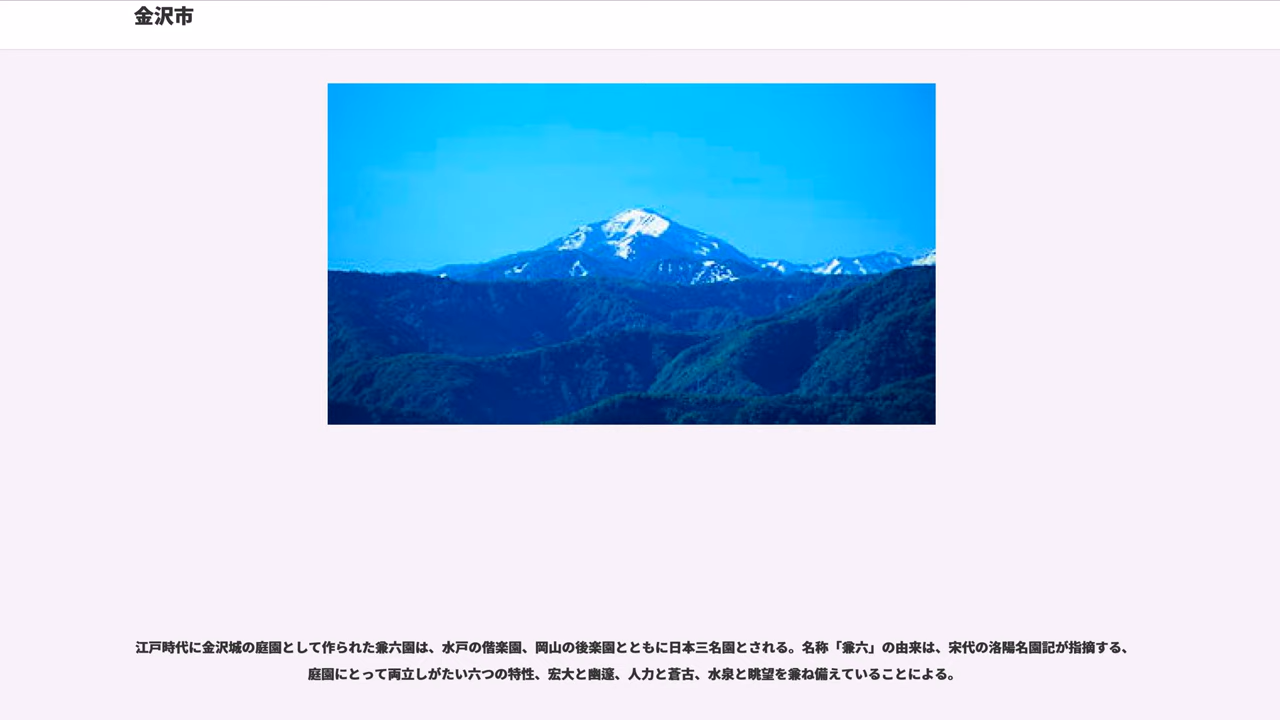 金沢市
江戸時代に金沢城の庭園として作られた兼六園は、水戸の偕楽園、岡山の後楽園とともに日本三名園とされる。名称「兼六」の由来は、宋代の洛陽名園記が指摘する、
庭園にとって両立しがたい六つの特性、宏大と幽邃、人力と蒼古、水泉と眺望を兼ね備えていることによる。